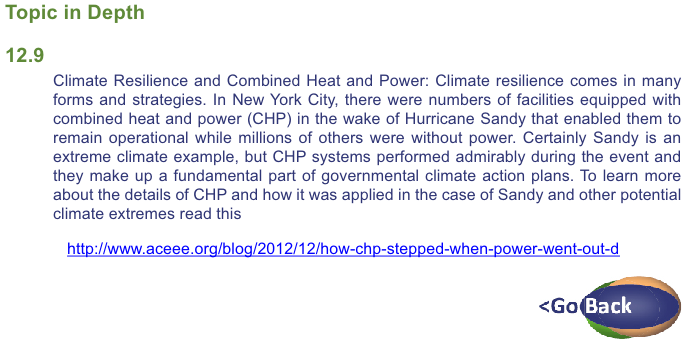 Topic in Depth
12.9
Climate Resilience and Combined Heat and Power: Climate resilience comes in many
forms and strategies. In New York City, there were numbers of facilities equipped with
combined heat and power (CHP) in the wake of Hurricane Sandy that enabled them to
remain operational while millions of others were without power. Certainly Sandy is an
extreme climate example, but CHP systems performed admirably during the event and
they make up a fundamental part of governmental climate action plans. To learn more
about the details of CHP and how it was applied in the case of Sandy and other potential
climate extremes read this
http://www.aceee.org/blog/2012/12/how-chp-stepped-when-power-went-out-d
<Go Back